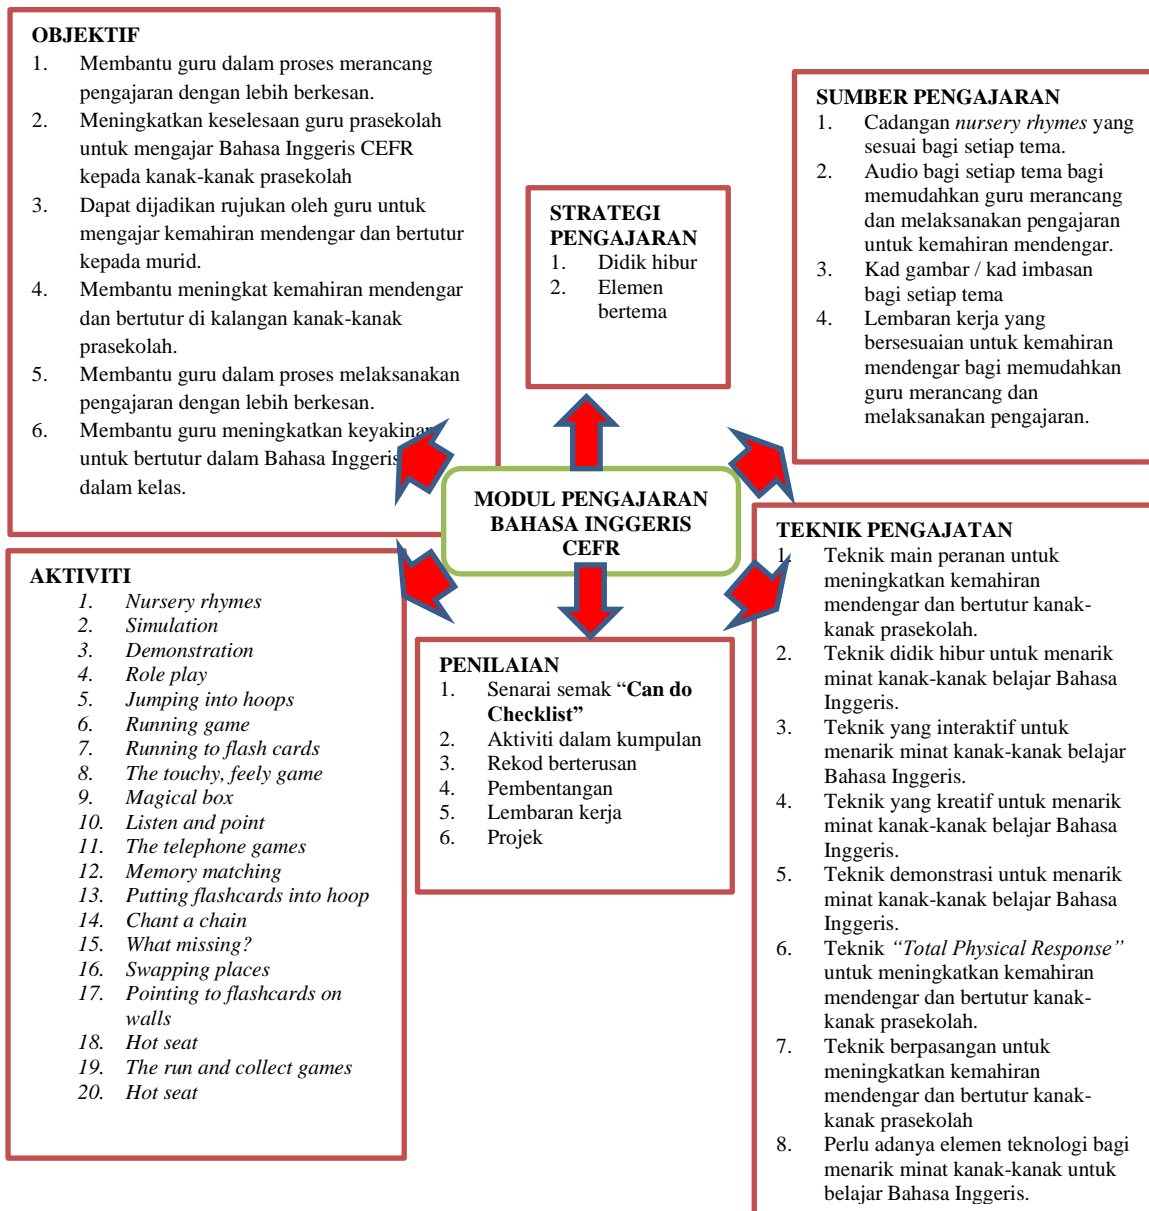 OBJEKTIF
1. Membantu guru dalam proses merancang
pengajaran dengan lebih berkesan.
2. Meningkatkan keselesaan guru prasekolah
untuk mengajar Bahasa Inggeris CEFR
kepada kanak-kanak prasekolah
3. Dapat dijadikan rujukan oleh guru untuk
mengajar kemahiran mendengar dan bertutur
kepada murid.
4. Membantu meningkat kemahiran mendengar
dan bertutur di kalangan kanak-kanak
prasekolah.
5. Membantu guru dalam proses melaksanakan
pengajaran dengan lebih berkesan.
6. Membantu guru meningkatkan keyakinan
untuk bertutur dalam Bahasa Inggeris
dalam kelas.
STRATEGI
PENGAJARAN
1. Didik hibur
2. Elemen
bertema
SUMBER PENGAJARAN
1. Cadangan nursery rhymes yang
sesuai bagi setiap tema.
2. Audio bagi setiap tema bagi
memudahkan guru merancang
dan melaksanakan pengajaran
untuk kemahiran mendengar.
3. Kad gambar / kad imbasan
bagi setiap tema
4. Lembaran kerja yang
bersesuaian untuk kemahiran
mendengar bagi memudahkan
guru merancang dan
melaksanakan pengajaran.
MODUL PENGAJARAN
BAHASA INGGERIS
CEFR
AKTIVITI
1. Nursery rhymes
2. Simulation
3. Demonstration
4. Role play
5. Jumping into hoops
6. Running game
7. Running to flash cards
8. The touchy, feely game
9. Magical box
10. Listen and point
11. The telephone games
12. Memory matching
13. Putting flashcards into hoop
14. Chant a chain
15. What missing?
16. Swapping places
17. Pointing to flashcards on
walls
18. Hot seat
19. The run and collect games
20. Hot seat
PENILAIAN
1. Senarai semak “Can do
Checklist”
2. Aktiviti dalam kumpulan
3. Rekod berterusan
4. Pembentangan
5. Lembaran kerja
6. Projek
TEKNIK PENGAJATAN
1. Teknik main peranan untuk
meningkatkan kemahiran
mendengar dan bertutur kanak-
kanak prasekolah.
2. Teknik didik hibur untuk menarik
minat kanak-kanak belajar Bahasa
Inggeris.
3. Teknik yang interaktif untuk
menarik minat kanak-kanak belajar
Bahasa Inggeris.
4. Teknik yang kreatif untuk menarik
minat kanak-kanak belajar Bahasa
Inggeris.
5. Teknik demonstrasi untuk menarik
minat kanak-kanak belajar Bahasa
Inggeris.
6. Teknik “Total Physical Response”
untuk meningkatkan kemahiran
mendengar dan bertutur kanak-
kanak prasekolah.
7. Teknik berpasangan untuk
meningkatkan kemahiran
mendengar dan bertutur kanak-
kanak prasekolah
8. Perlu adanya elemen teknologi bagi
menarik minat kanak-kanak untuk
belajar Bahasa Inggeris.